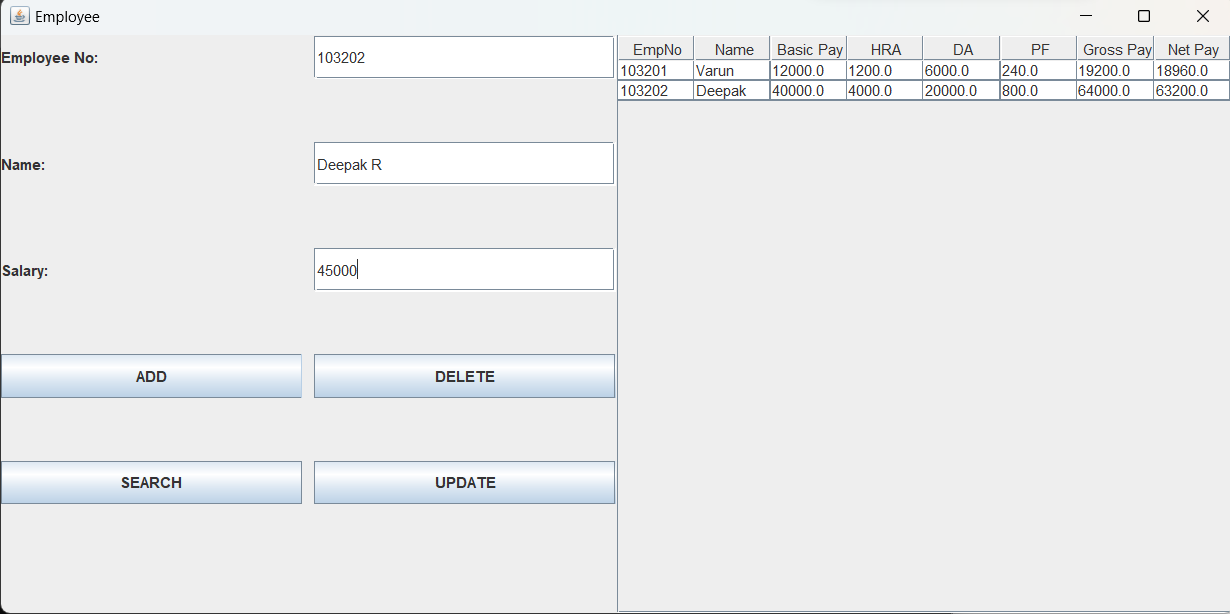 Employee
Employee No:
103202
Name:
Deepak R
Salary:
45000
ADD
DELETE
SEARCH
UPDATE
EmpNo Name Basic Pay HRA DA PF Gross Pay Net Pay
103201 Varun 12000.0 1200.0 6000.0 240.0 19200.0 18960.0
103202 Deepak 40000.0 4000.0 20000.0 800.0 64000.0 63200.0